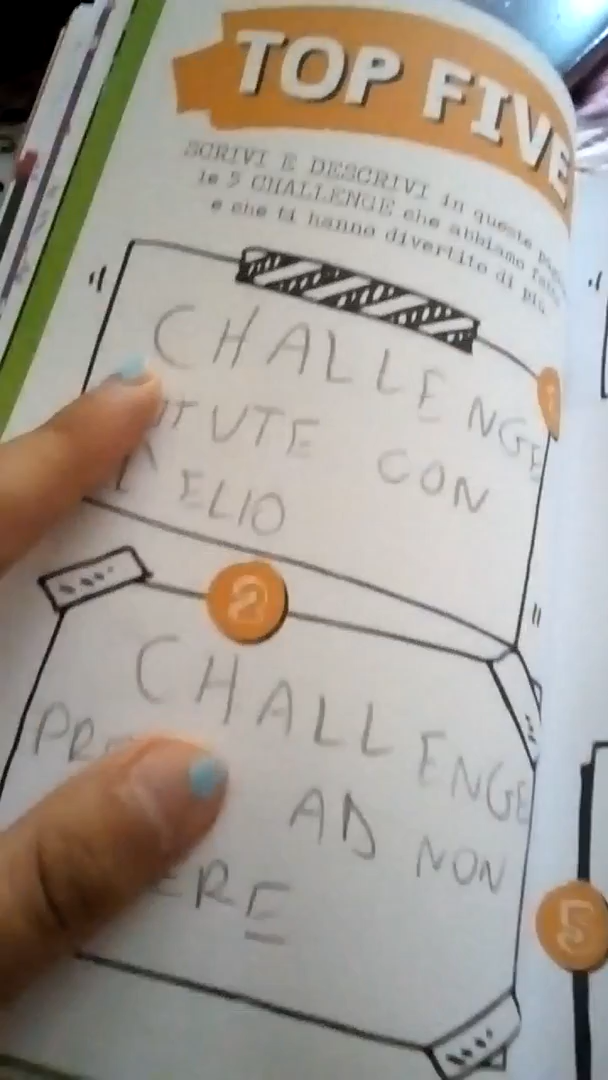 TOP FIVE
SCRIVI E DESCRIVI in queste
le 5 CHALLENGE che abbiamo fatto
e che ti hanno divertito di più
1
CHALLENGE
CON
ELIO
2
CHALLENGE
AD NON
5